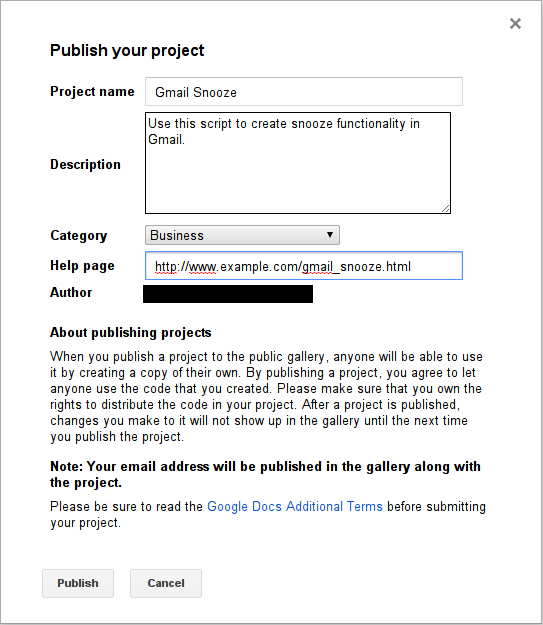 Publish your project
Project name Gmail Snooze
Use this script to create snooze functionality in
Gmail.
Description
Category Business
Help page http://www.example.com/gmail_snooze.html
Author
About publishing projects
When you publish a project to the public gallery, anyone will be able to use
it by creating a copy of their own. By publishing a project, you agree to let
anyone use the code that you created. Please make sure that you own the
rights to distribute the code in your project. After a project is published,
changes you make to it will not show up in the gallery until the next time
you publish the project.
Note: Your email address will be published in the gallery along with
the project.
Please be sure to read the Google Docs Additional Terms before submitting
your project.
Publish Cancel